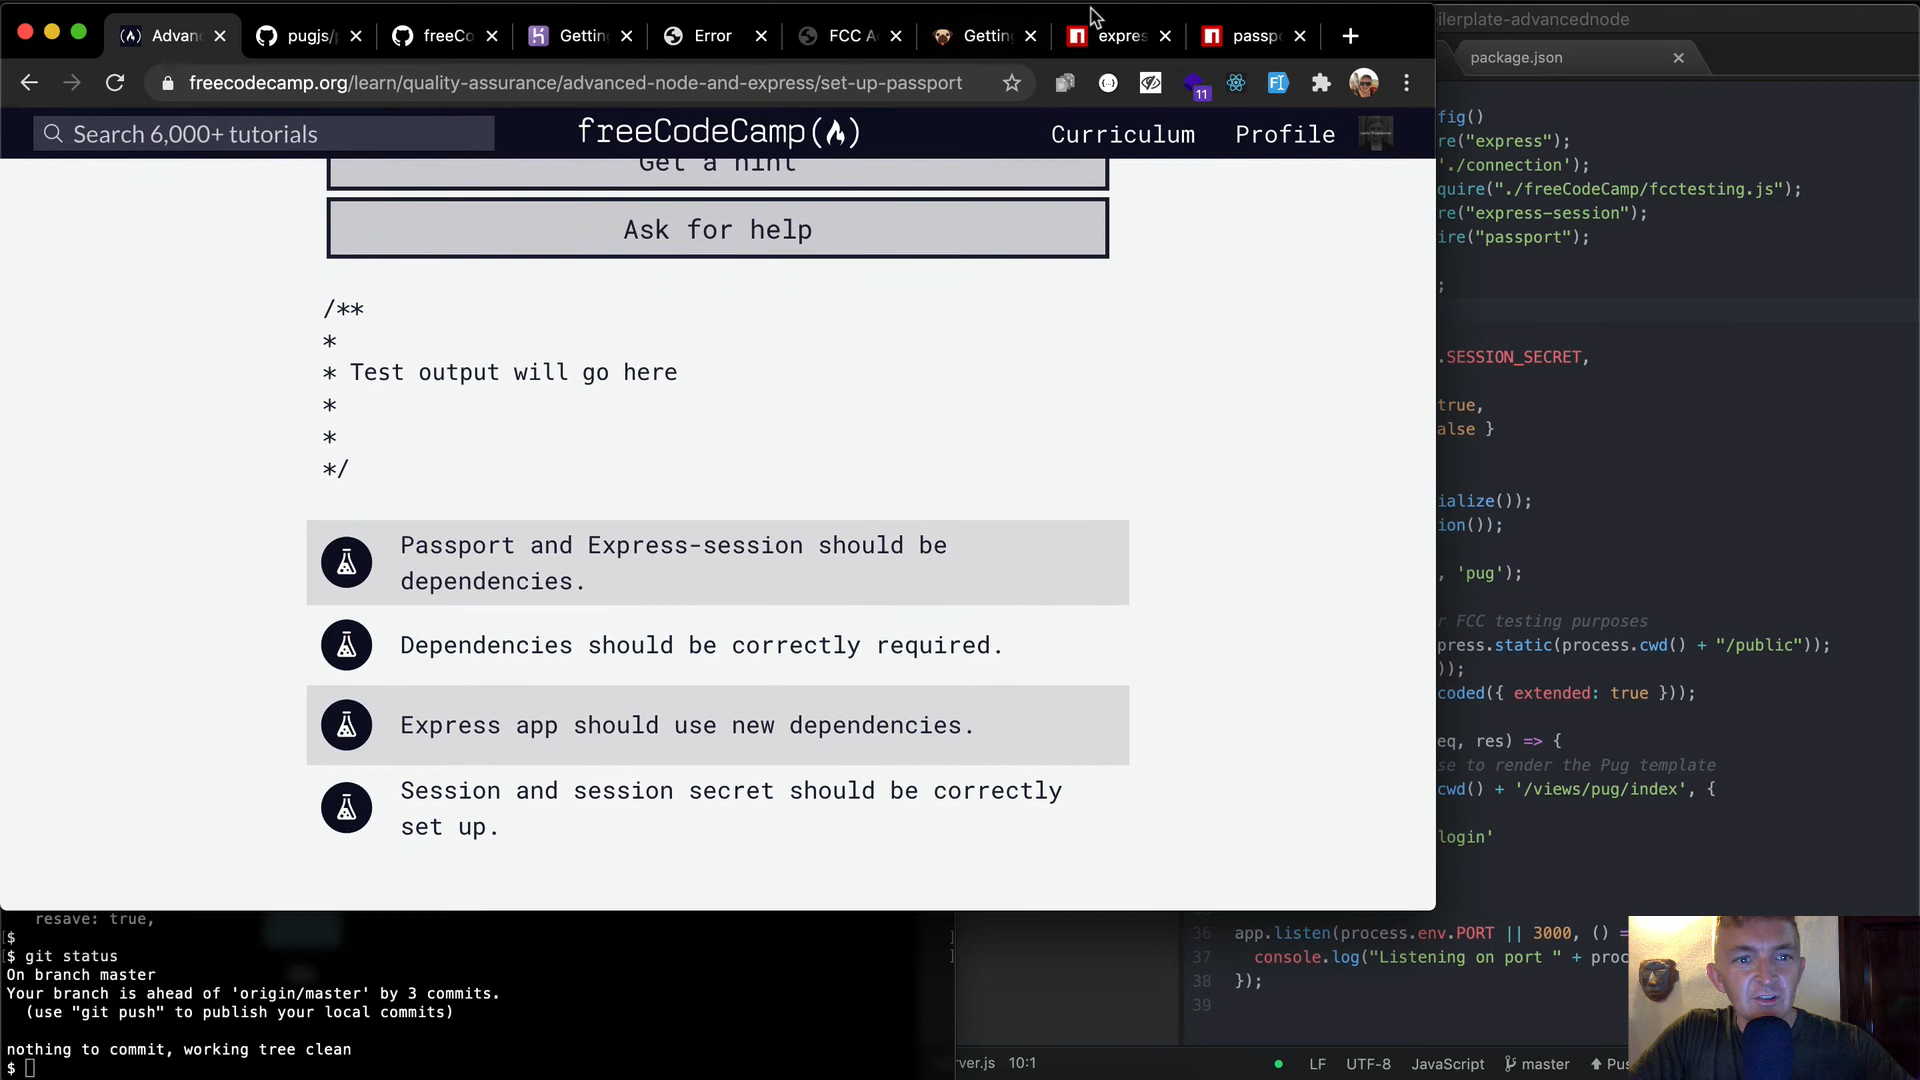 Advan
pugjs/
freeCo
Gettin
Error
FCC A
Gettin
expres
passpo
ilerplate-advancednode
package.json
freecodecamp.org/learn/quality-assurance/advanced-node-and-express/set-up-passport
11
Search 6,000+ tutorials
freeCodeCamp(🔥)
Curriculum
Profile
Get a hint
Ask for help
/**
*
* Test output will go here
*
*
*/
Passport and Express-session should be
dependencies.
Dependencies should be correctly required.
Express app should use new dependencies.
Session and session secret should be correctly
set up.
fig()
re("express");
'./connection');
quire("./freeCodeCamp/fcctesting.js");
re("express-session");
ire("passport");
;
.SESSION_SECRET,
true,
alse }
ialize());
ion());
, 'pug');
r FCC testing purposes
press.static(process.cwd() + "/public"));
));
coded({ extended: true }));
eq, res) => {
se to render the Pug template
cwd() + '/views/pug/index', {
login'
36 app.listen(process.env.PORT || 3000, () =
37 console.log("Listening on port " + proc
38 });
39
resave: true,
[$ ]
[$ git status ]
On branch master
Your branch is ahead of 'origin/master' by 3 commits.
(use "git push" to publish your local commits)
nothing to commit, working tree clean
$
rver.js 10:1
LF
UTF-8
JavaScript
master
Pus